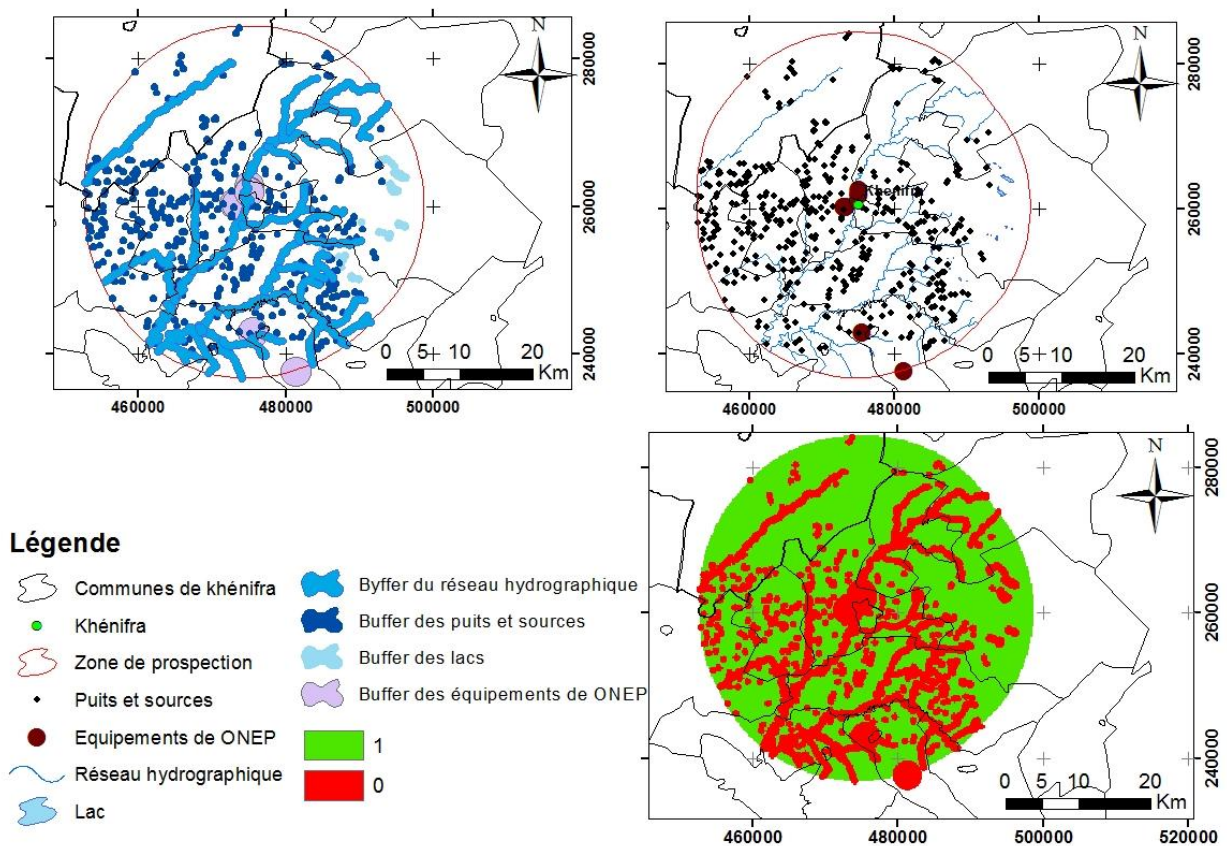 N
280000
260000
240000
0 5 10 20
Km
460000 480000 500000
N
280000
260000
240000
Khénifra
0 5 10 20
Km
460000 480000 500000
N
280000
260000
240000
0 5 10 20
Km
460000 480000 500000 520000
Légende
Communes de khénifra
Khénifra
Zone de prospection
Puits et sources
Equipements de ONEP
Réseau hydrographique
Lac
Byffer du réseau hydrographique
Buffer des puits et sources
Buffer des lacs
Buffer des équipements de ONEP
1
0